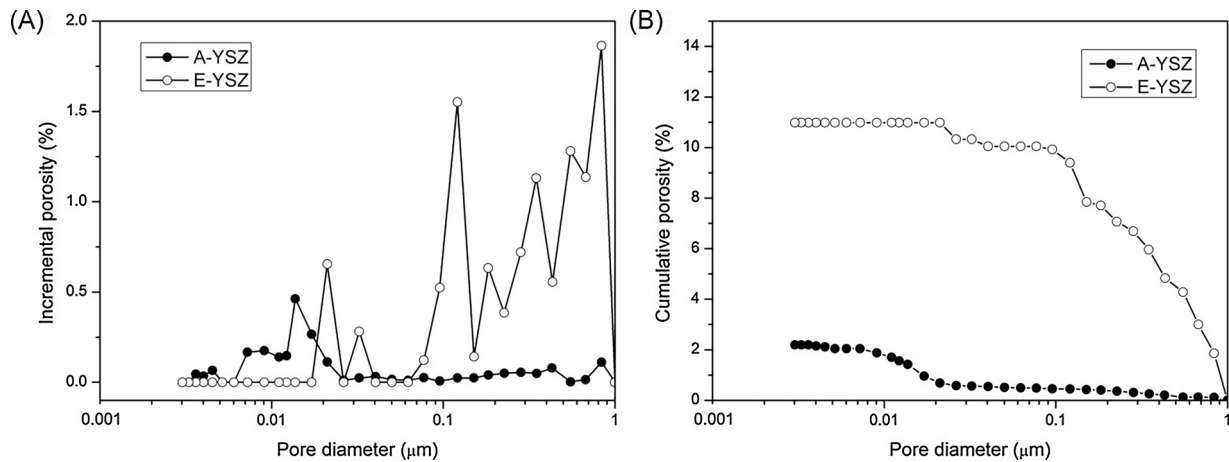 (A)
2.0
1.5
1.0
0.5
0.0
Incremental porosity (%)
A-YSZ
E-YSZ
0.001
0.01
0.1
1
Pore diameter (μm)
(B)
14
12
10
8
6
4
2
0
Cumulative porosity (%)
A-YSZ
E-YSZ
0.001
0.01
0.1
1
Pore diameter (μm)